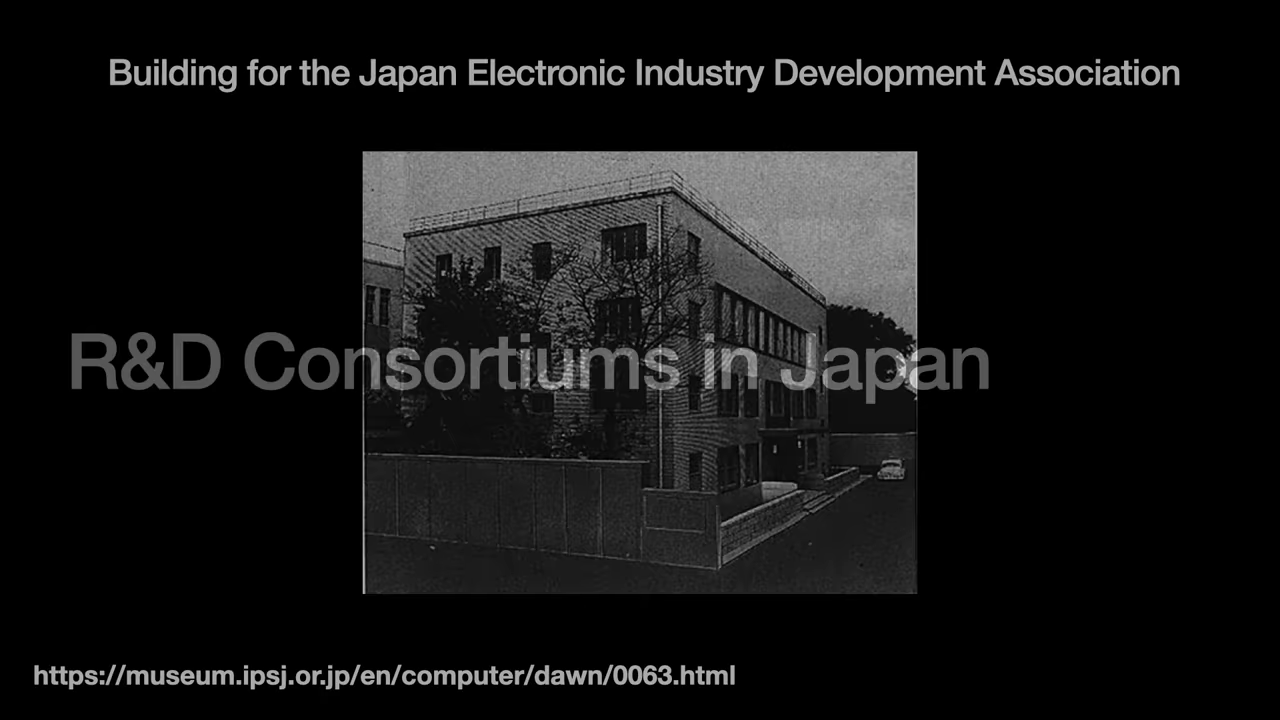 Building for the Japan Electronic Industry Development Association
R&D Consortiums in Japan
https://museum.ipsj.or.jp/en/computer/dawn/0063.html